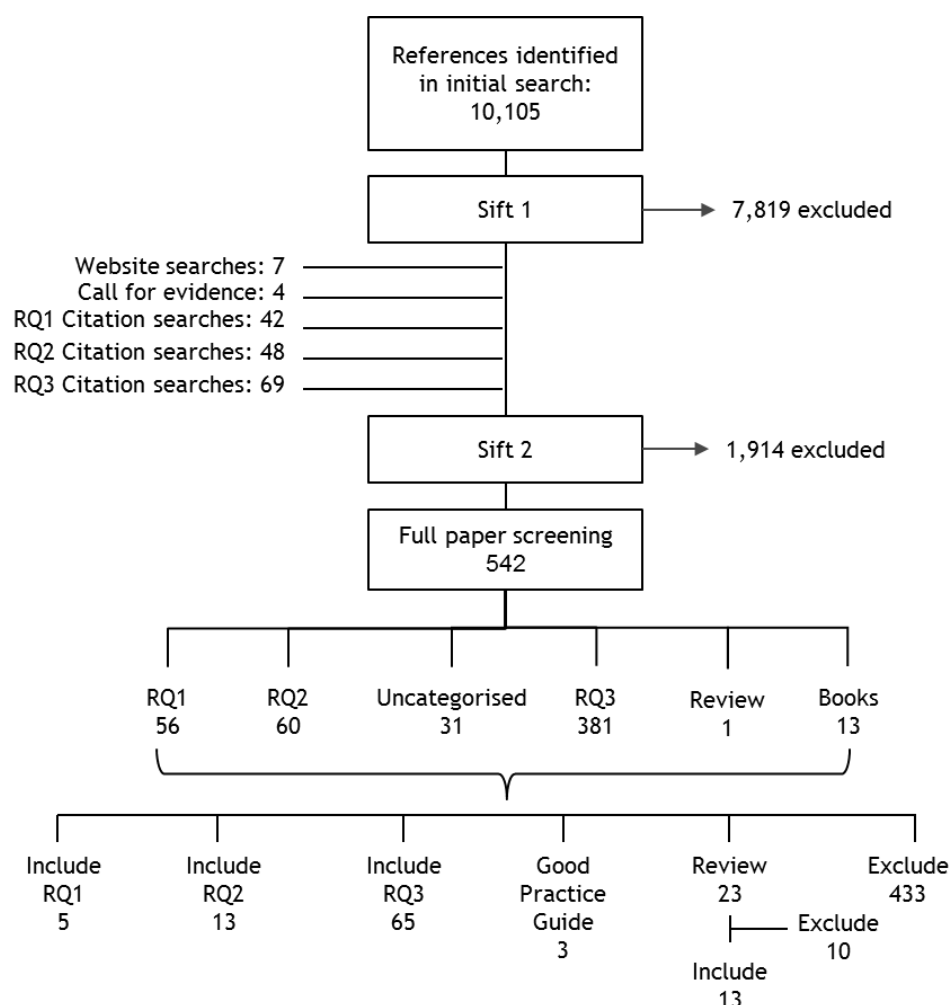 References identified
in initial search:
10,105
Sift 1
7,819 excluded
Website searches: 7
Call for evidence: 4
RQ1 Citation searches: 42
RQ2 Citation searches: 48
RQ3 Citation searches: 69
Sift 2
1,914 excluded
Full paper screening
542
RQ1
56
RQ2
60
Uncategorised
31
RQ3
381
Review
1
Books
13
Include
RQ1
5
Include
RQ2
13
Include
RQ3
65
Good
Practice
Guide
3
Review
23
Exclude
10
Include
13
Exclude
433